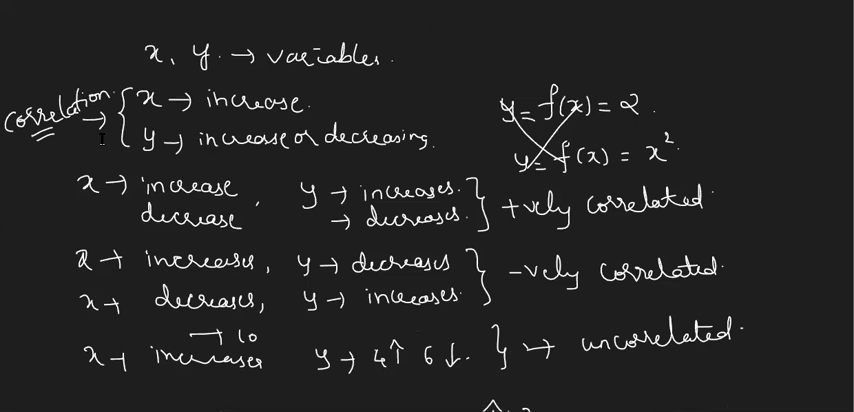 x, y → variables.
correlation → { x → increase.
y → increase or decreasing.
y = f(x) = 2.
y = f(x) = x².
x → increase, y → increases.
decrease → decreases. } +vely correlated.
x → increases, y → decreases
x → decreases, y → increases. } -vely correlated.
→ 10
x → increases y → 4↑ 6↓. } → uncorrelated.